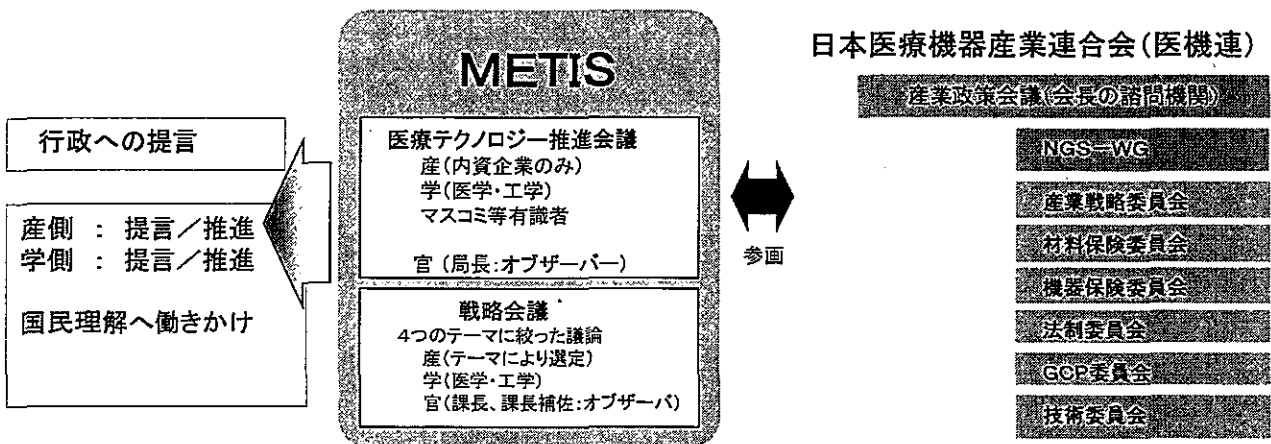 行政への提言
産側 : 提言／推進
学側 : 提言／推進
国民理解へ働きかけ
METIS
医療テクノロジー推進会議
産(内資企業のみ)
学(医学・工学)
マスコミ等有識者
官(局長:オブザーバー)
戦略会議
4つのテーマに絞った議論
産(テーマにより選定)
学(医学・工学)
官(課長、課長補佐:オブザーバ)
参画
日本医療機器産業連合会(医機連)
産業政策会議(会長の諮問機関)
NGS－WG
産業戦略委員会
材料保険委員会
機器保険委員会
法制委員会
GCP委員会
技術委員会